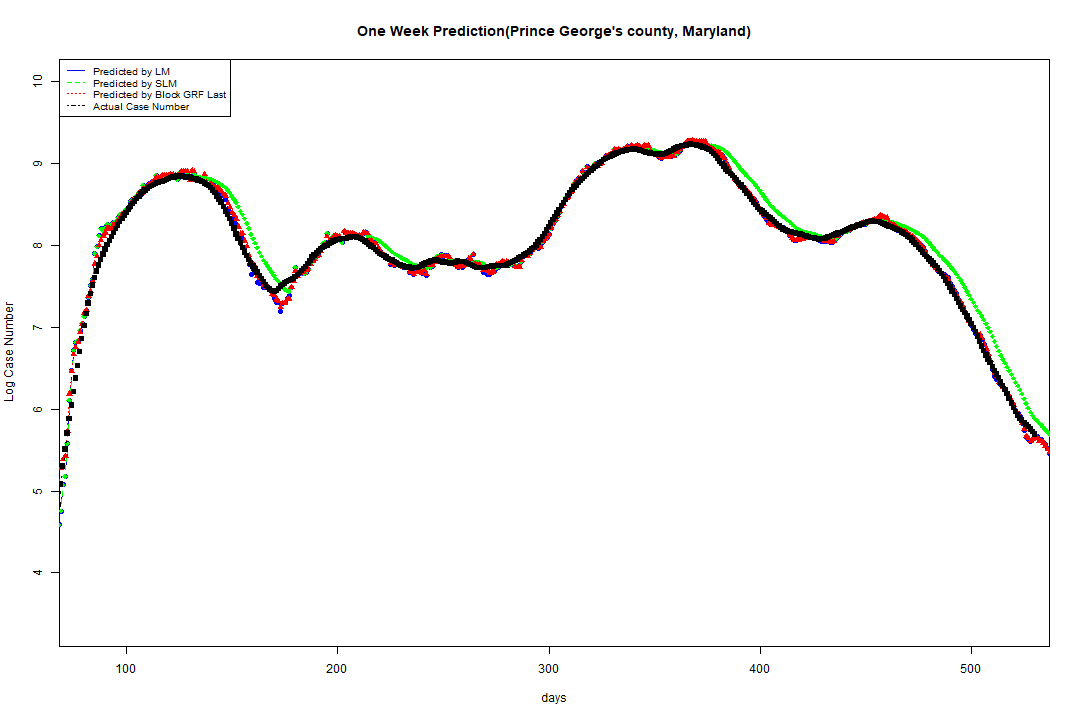 One Week Prediction(Prince George's county, Maryland)
Predicted by LM
Predicted by SLM
Predicted by Block GRF Last
Actual Case Number
10
9
8
7
6
5
4
Log Case Number
100 200 300 400 500
days